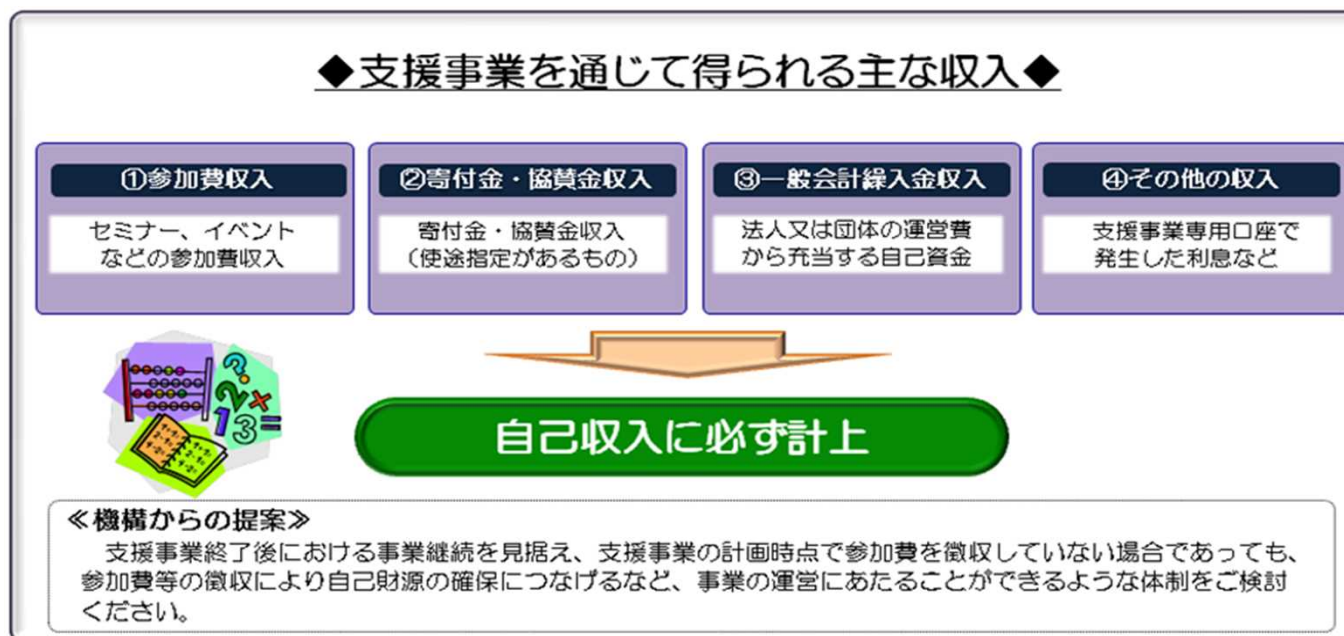 ◆支援事業を通じて得られる主な収入◆
①参加費収入
セミナー、イベント
などの参加費収入
②寄付金・協賛金収入
寄付金・協賛金収入
(使途指定があるもの)
③一般会計繰入金収入
法人又は団体の運営費
から充当する自己資金
④その他の収入
支援事業専用口座で
発生した利息など
自己収入に必ず計上
≪機構からの提案≫
支援事業終了後における事業継続を見据え、支援事業の計画時点で参加費を徴収していない場合であっても、
参加費等の徴収により自己財源の確保につなげるなど、事業の運営にあたることができるような体制をご検討
ください。